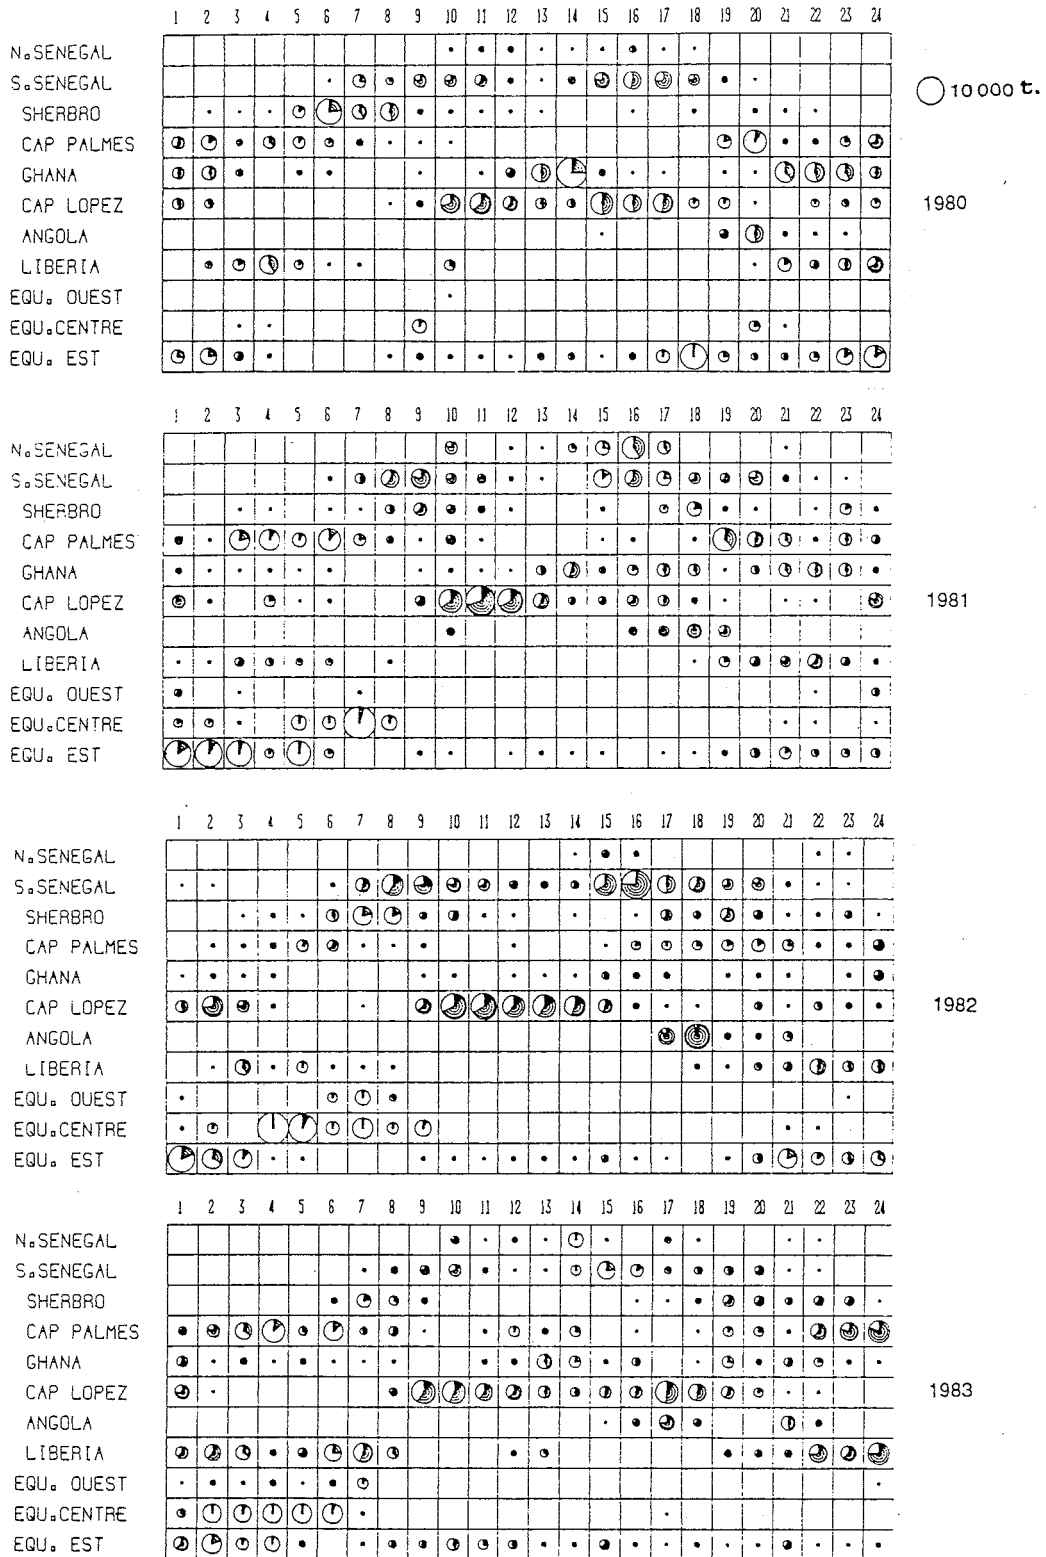 1 2 3 4 5 6 7 8 9 10 11 12 13 14 15 16 17 18 19 20 21 22 23 24
N.SENEGAL
S.SENEGAL
10 000 t.
SHERBRO
CAP PALMES
GHANA
CAP LOPEZ
1980
ANGOLA
LIBERIA
EQU. OUEST
EQU.CENTRE
EQU. EST
1 2 3 4 5 6 7 8 9 10 11 12 13 14 15 16 17 18 19 20 21 22 23 24
N.SENEGAL
S.SENEGAL
SHERBRO
CAP PALMES
GHANA
CAP LOPEZ
1981
ANGOLA
LIBERIA
EQU. OUEST
EQU.CENTRE
EQU. EST
1 2 3 4 5 6 7 8 9 10 11 12 13 14 15 16 17 18 19 20 21 22 23 24
N.SENEGAL
S.SENEGAL
SHERBRO
CAP PALMES
GHANA
CAP LOPEZ
1982
ANGOLA
LIBERIA
EQU. OUEST
EQU.CENTRE
EQU. EST
1 2 3 4 5 6 7 8 9 10 11 12 13 14 15 16 17 18 19 20 21 22 23 24
N.SENEGAL
S.SENEGAL
SHERBRO
CAP PALMES
GHANA
CAP LOPEZ
1983
ANGOLA
LIBERIA
EQU. OUEST
EQU.CENTRE
EQU. EST